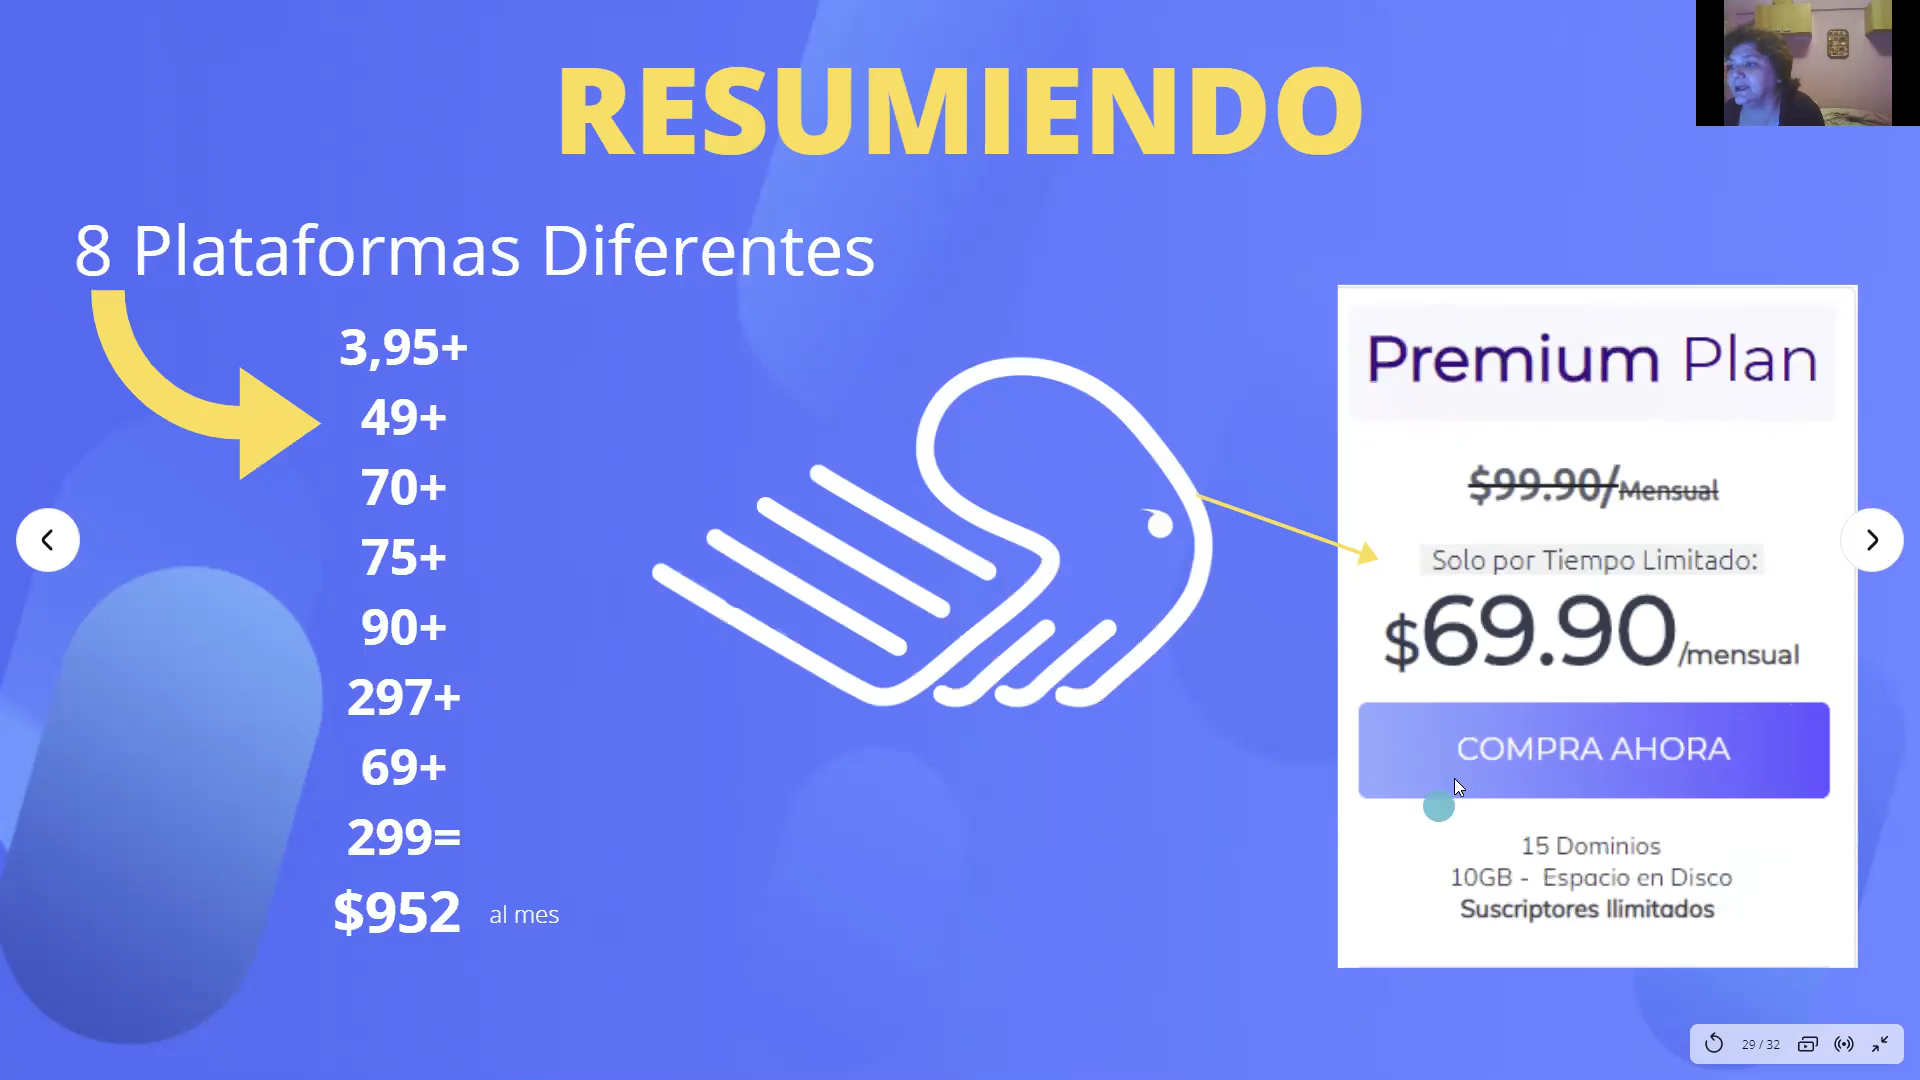 RESUMIENDO
8 Plataformas Diferentes
3,95+
49+
70+
75+
90+
297+
69+
299=
$952 al mes
Premium Plan
$99.90/Mensual
Solo por Tiempo Limitado:
$69.90/mensual
COMPRA AHORA
15 Dominios
10GB - Espacio en Disco
Suscriptores Ilimitados
29 / 32